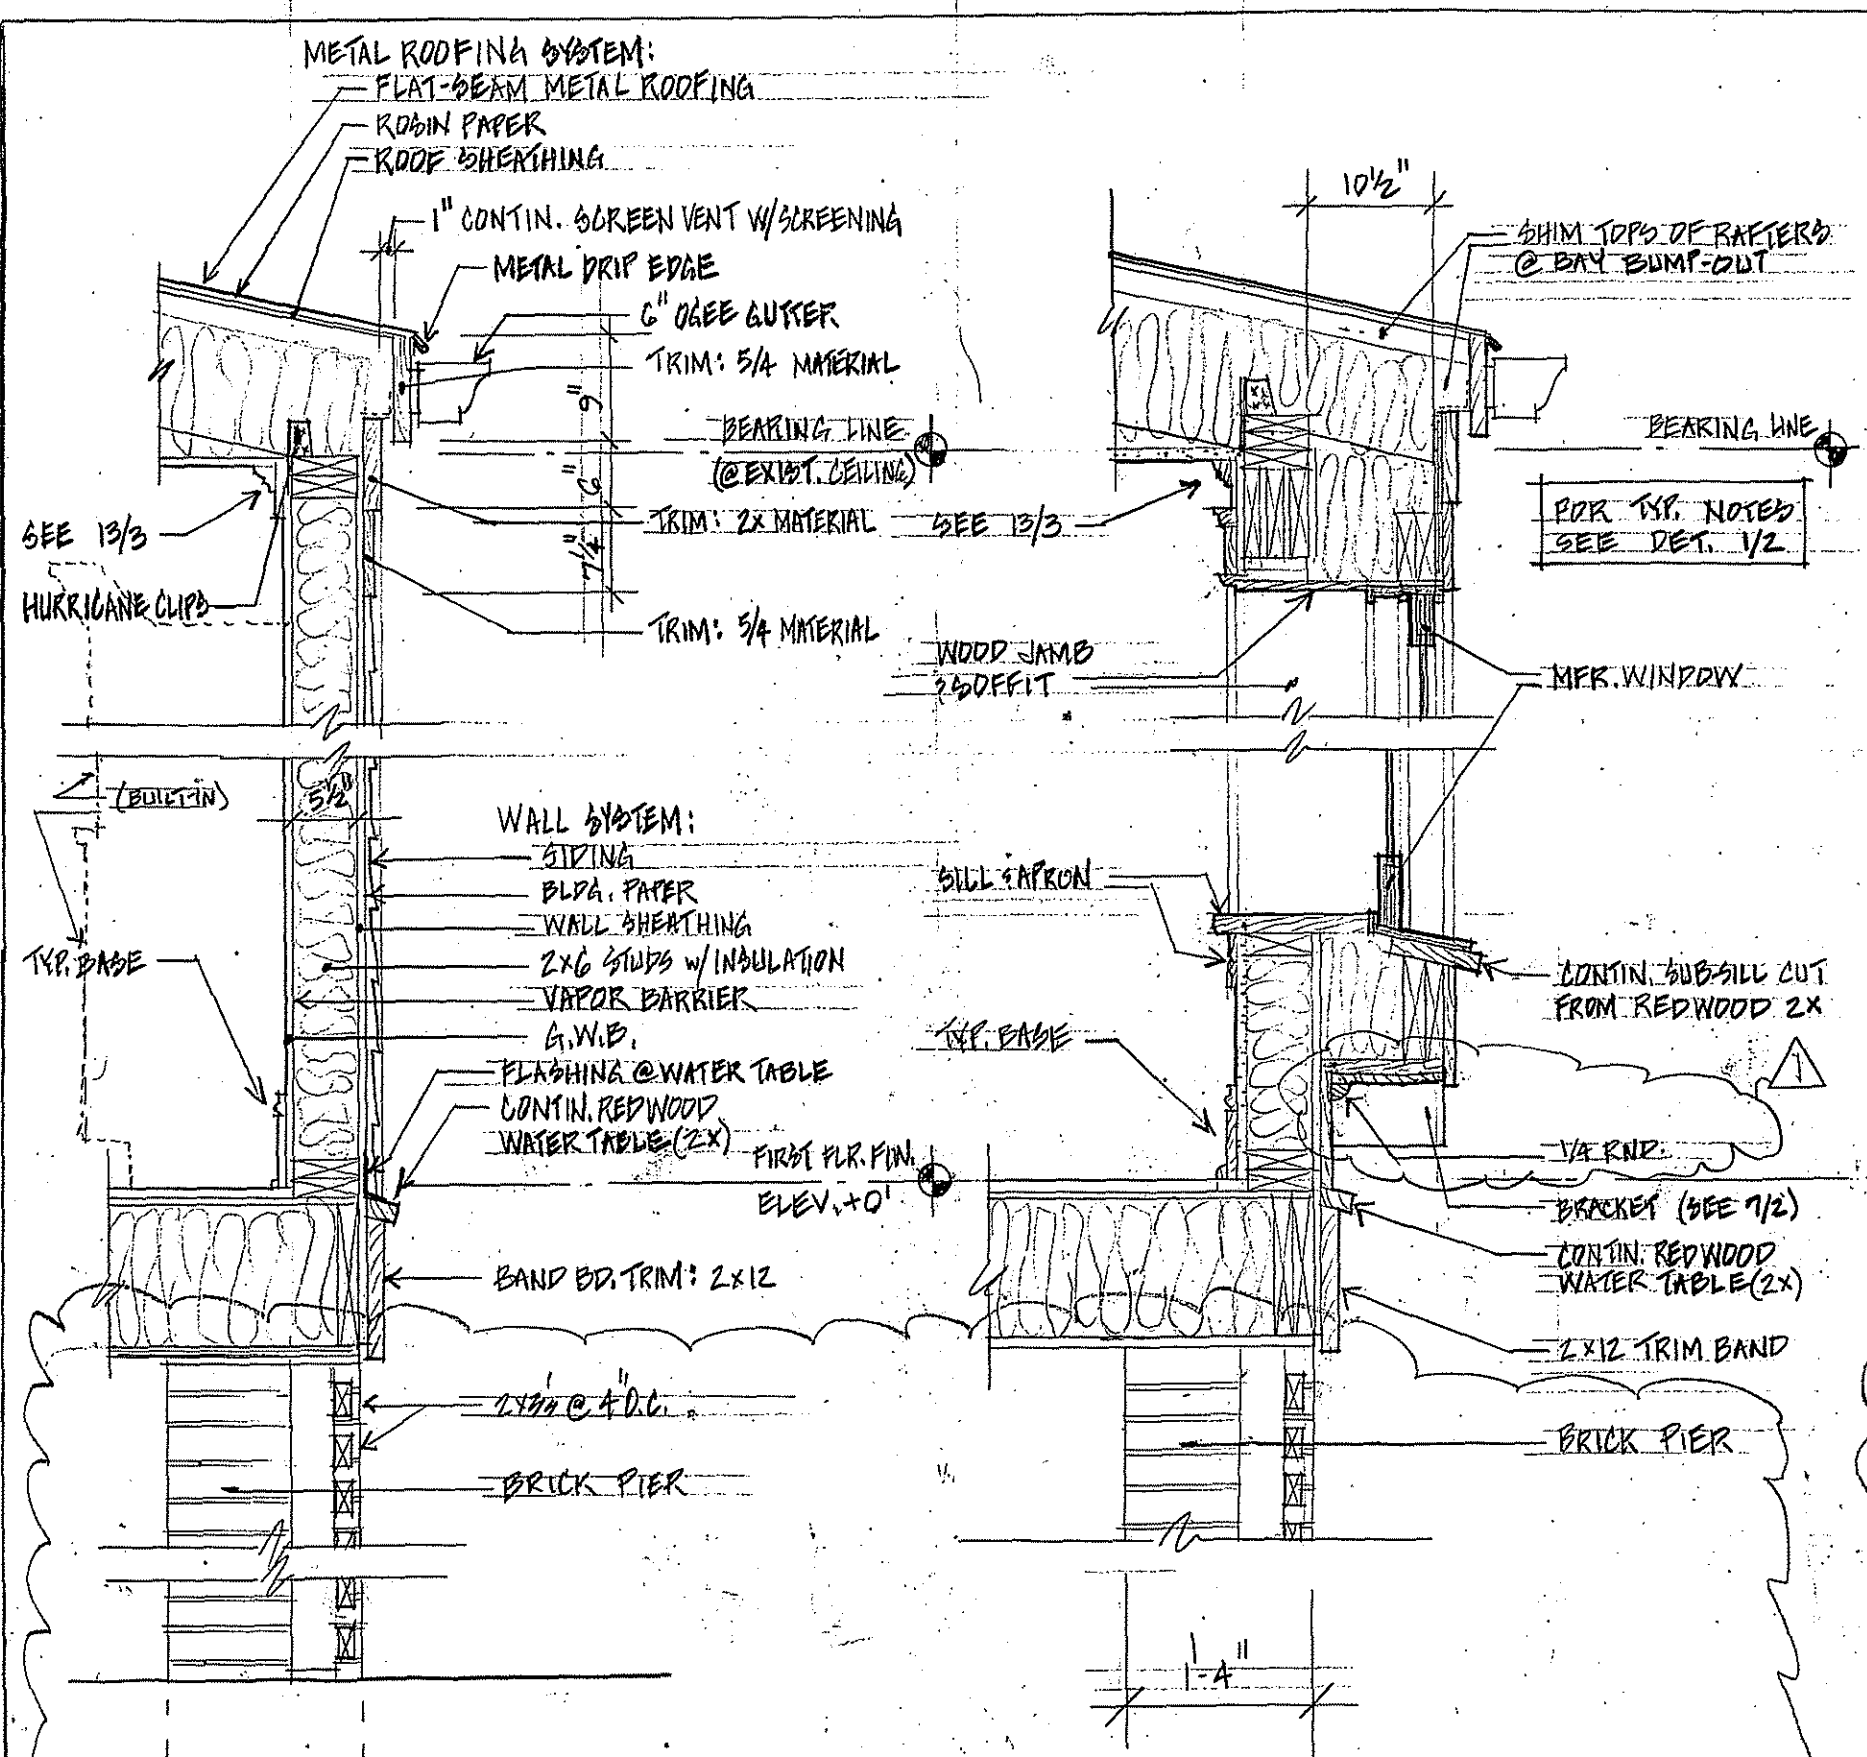 METAL ROOFING SYSTEM:
FLAT-SEAM METAL ROOFING
ROSIN PAPER
ROOF SHEATHING
1" CONTIN. SCREEN VENT W/SCREENING
METAL DRIP EDGE
6" OGEE GUTTER
TRIM: 5/4 MATERIAL
BEARING LINE
(@ EXIST. CEILING)
TRIM: 2X MATERIAL
TRIM: 5/4 MATERIAL
SEE 13/3
HURRICANE CLIPS
(BUILT-IN)
5½"
TYP. BASE
WALL SYSTEM:
SIDING
BLDG. PAPER
WALL SHEATHING
2X6 STUDS W/ INSULATION
VAPOR BARRIER
G.W.B.
FLASHING @ WATER TABLE
CONTIN. REDWOOD
WATER TABLE (2X)
FIRST FLR. FIN.
ELEV. +0'
BAND BD. TRIM: 2X12
2X3's @ 4" O.C.
BRICK PIER
10½"
SHIM TOPS OF RAFTERS
@ BAY BUMP-OUT
BEARING LINE
FOR TYP. NOTES
SEE DET. 1/2
SEE 13/3
WOOD JAMB
& SOFFIT
MFR. WINDOW
SILL & APRON
CONTIN. SUB-SILL CUT
FROM REDWOOD 2X
TYP. BASE
1
1/4 RND.
BRACKET (SEE 7/2)
CONTIN. REDWOOD
WATER TABLE (2X)
2X12 TRIM BAND
BRICK PIER
1'-4"